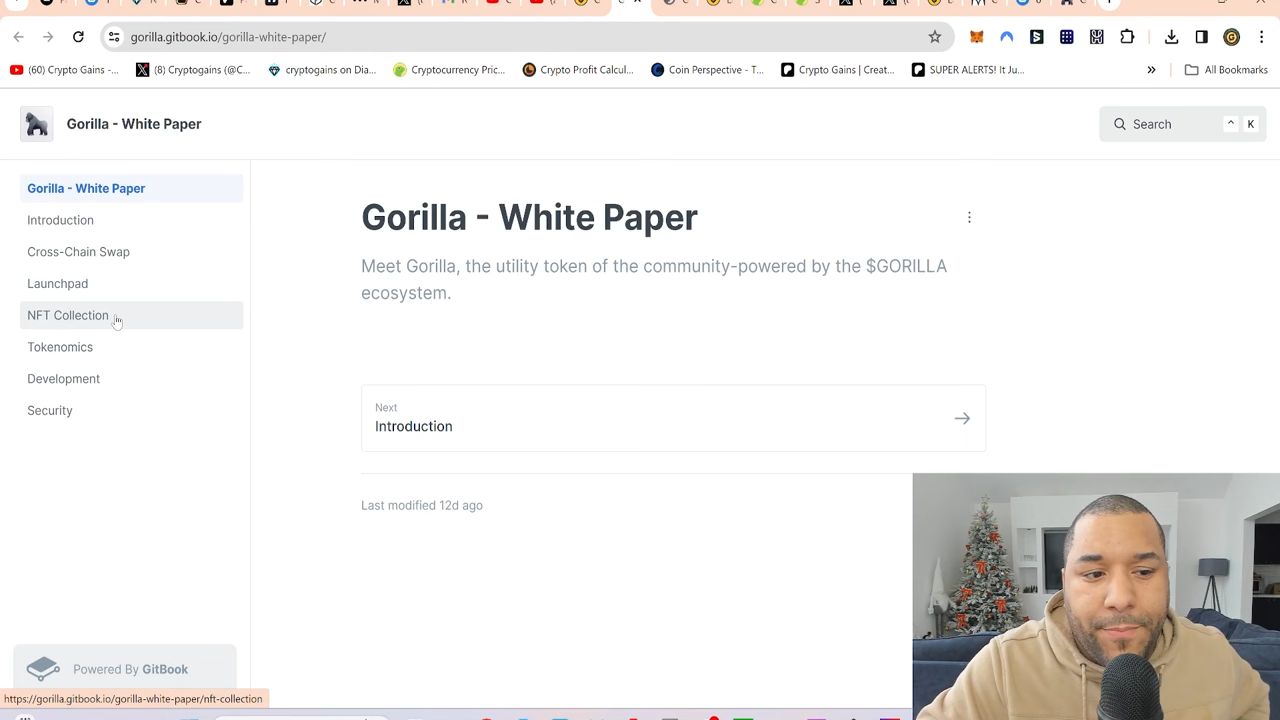 gorilla.gitbook.io/gorilla-white-paper/
(60) Crypto Gains -...
(8) Cryptogains (@C...
cryptogains on Dia...
Cryptocurrency Pric...
Crypto Profit Calcul...
Coin Perspective - T...
Crypto Gains | Creat...
SUPER ALERTS! It Ju...
»
All Bookmarks
Gorilla - White Paper
Search
^ K
Gorilla - White Paper
Introduction
Cross-Chain Swap
Launchpad
NFT Collection
Tokenomics
Development
Security
Gorilla - White Paper
Meet Gorilla, the utility token of the community-powered by the $GORILLA
ecosystem.
Next
Introduction
Last modified 12d ago
Powered By GitBook
https://gorilla.gitbook.io/gorilla-white-paper/nft-collection